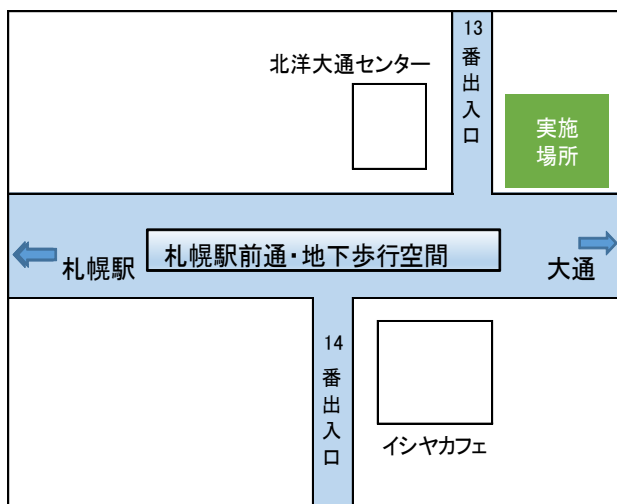 13
番
出
入
口
北洋大通センター
実施
場所
札幌駅
札幌駅前通・地下歩行空間
大通
14
番
出
入
口
イシヤカフェ